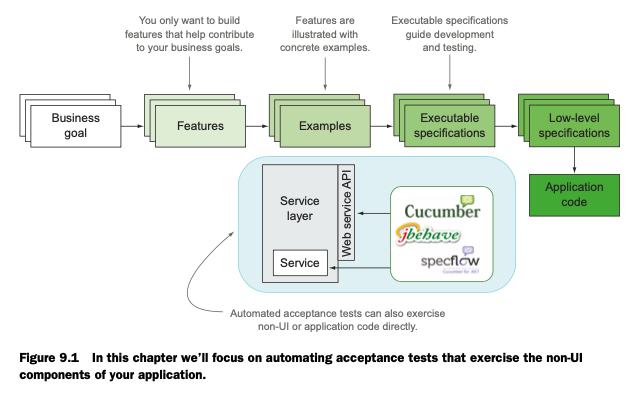 You only want to build
features that help contribute
to your business goals.
Features are
illustrated with
concrete examples.
Executable specifications
guide development
and testing.
Business
goal
Features
Examples
Executable
specifications
Low-level
specifications
Application
code
Service
layer
Web service API
Service
Cucumber
jbehave
specflow
Cucumber for .NET
Automated acceptance tests can also exercise
non-UI or application code directly.
Figure 9.1 In this chapter we'll focus on automating acceptance tests that exercise the non-UI
components of your application.